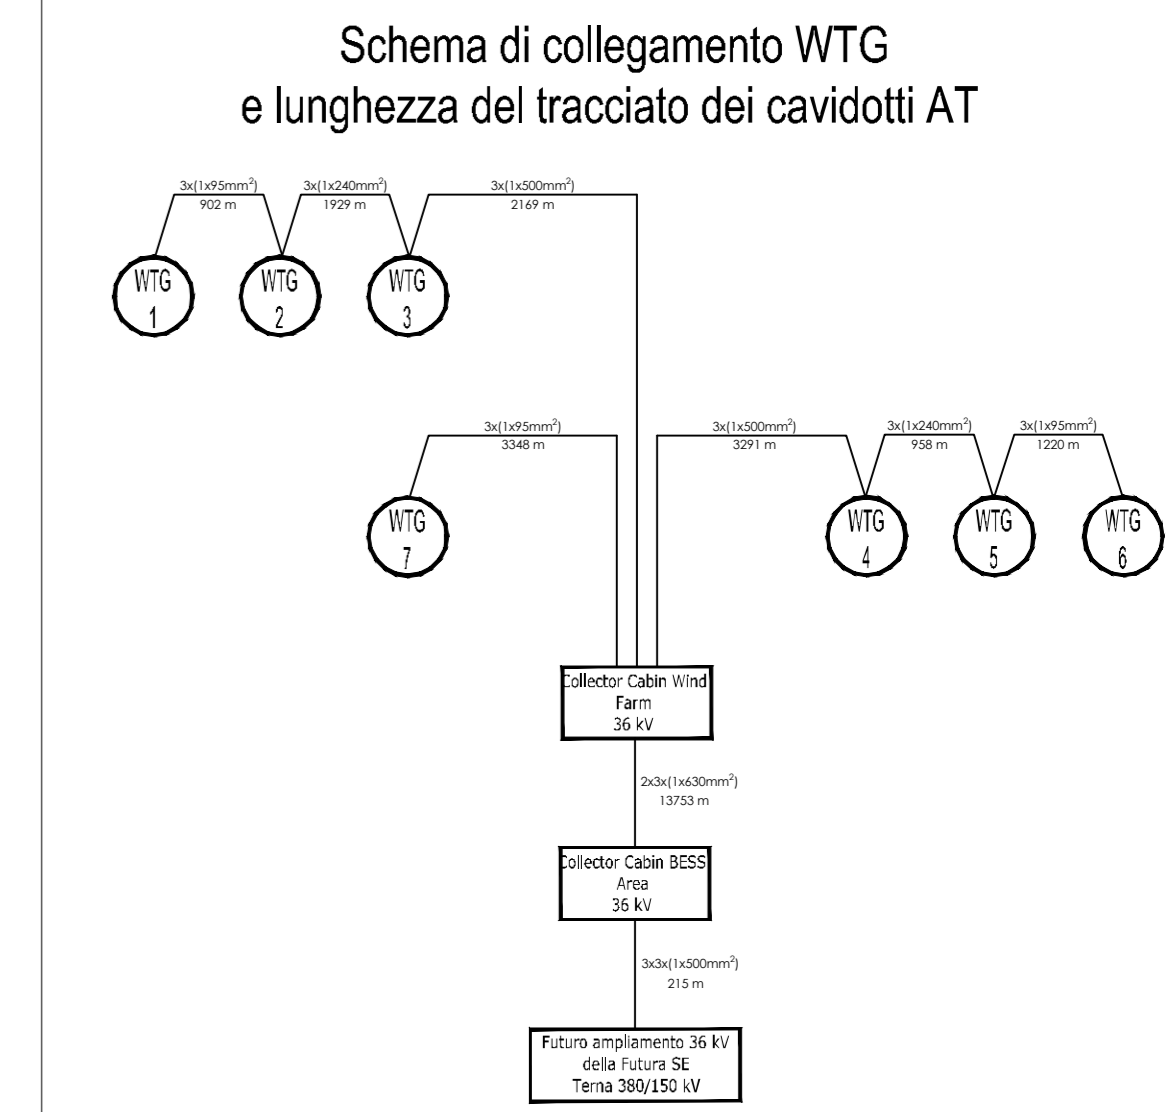 Schema di collegamento WTG
e lunghezza del tracciato dei cavidotti AT
3x(1x95mm²)
902 m
3x(1x240mm²)
1929 m
3x(1x500mm²)
2169 m
WTG
1
WTG
2
WTG
3
3x(1x95mm²)
3348 m
3x(1x500mm²)
3291 m
3x(1x240mm²)
958 m
3x(1x95mm²)
1220 m
WTG
7
WTG
4
WTG
5
WTG
6
Collector Cabin Wind
Farm
36 kV
2x3x(1x630mm²)
13753 m
Collector Cabin BESS
Area
36 kV
3x3x(1x500mm²)
215 m
Futuro ampliamento 36 kV
della Futura SE
Terna 380/150 kV